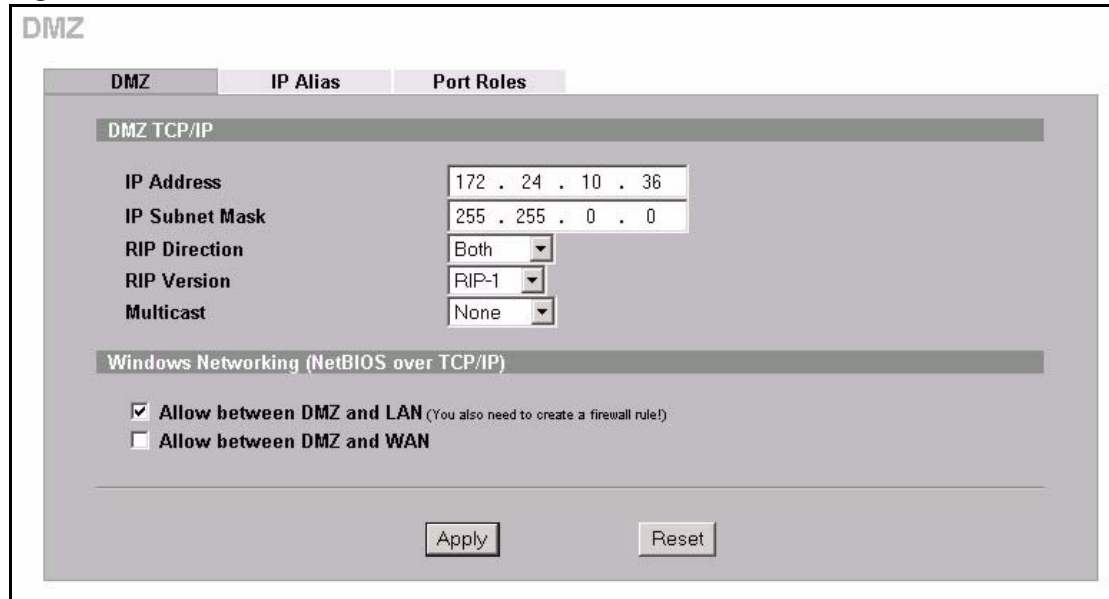 DMZ
DMZ IP Alias Port Roles
DMZ TCP/IP
IP Address 172 . 24 . 10 . 36
IP Subnet Mask 255 . 255 . 0 . 0
RIP Direction Both
RIP Version RIP-1
Multicast None
Windows Networking (NetBIOS over TCP/IP)
Allow between DMZ and LAN (You also need to create a firewall rule!)
Allow between DMZ and WAN
Apply Reset